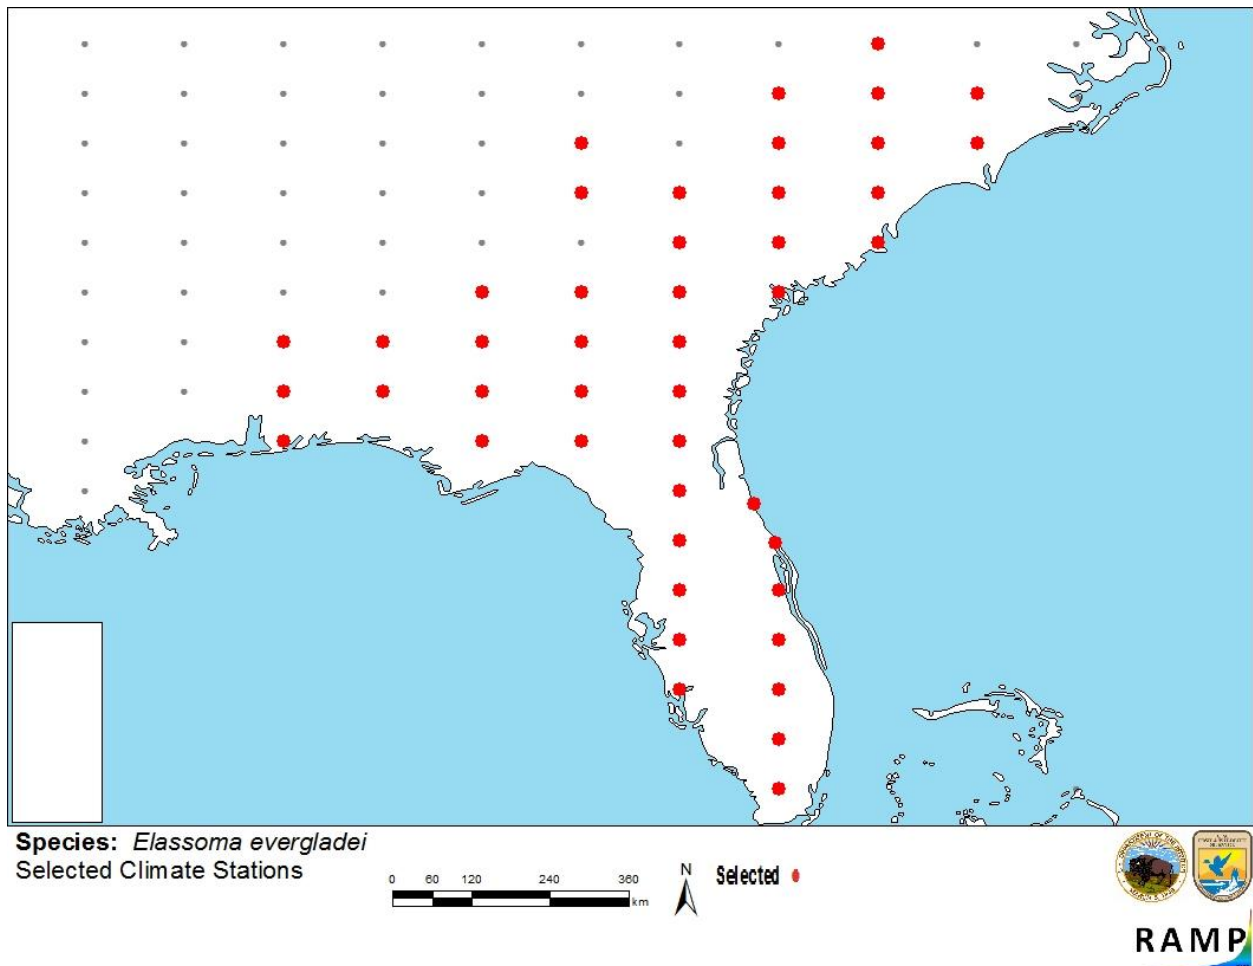 Species: Elassoma evergladei
Selected Climate Stations
0 60 120 240 360
km
N
Selected
RAMP